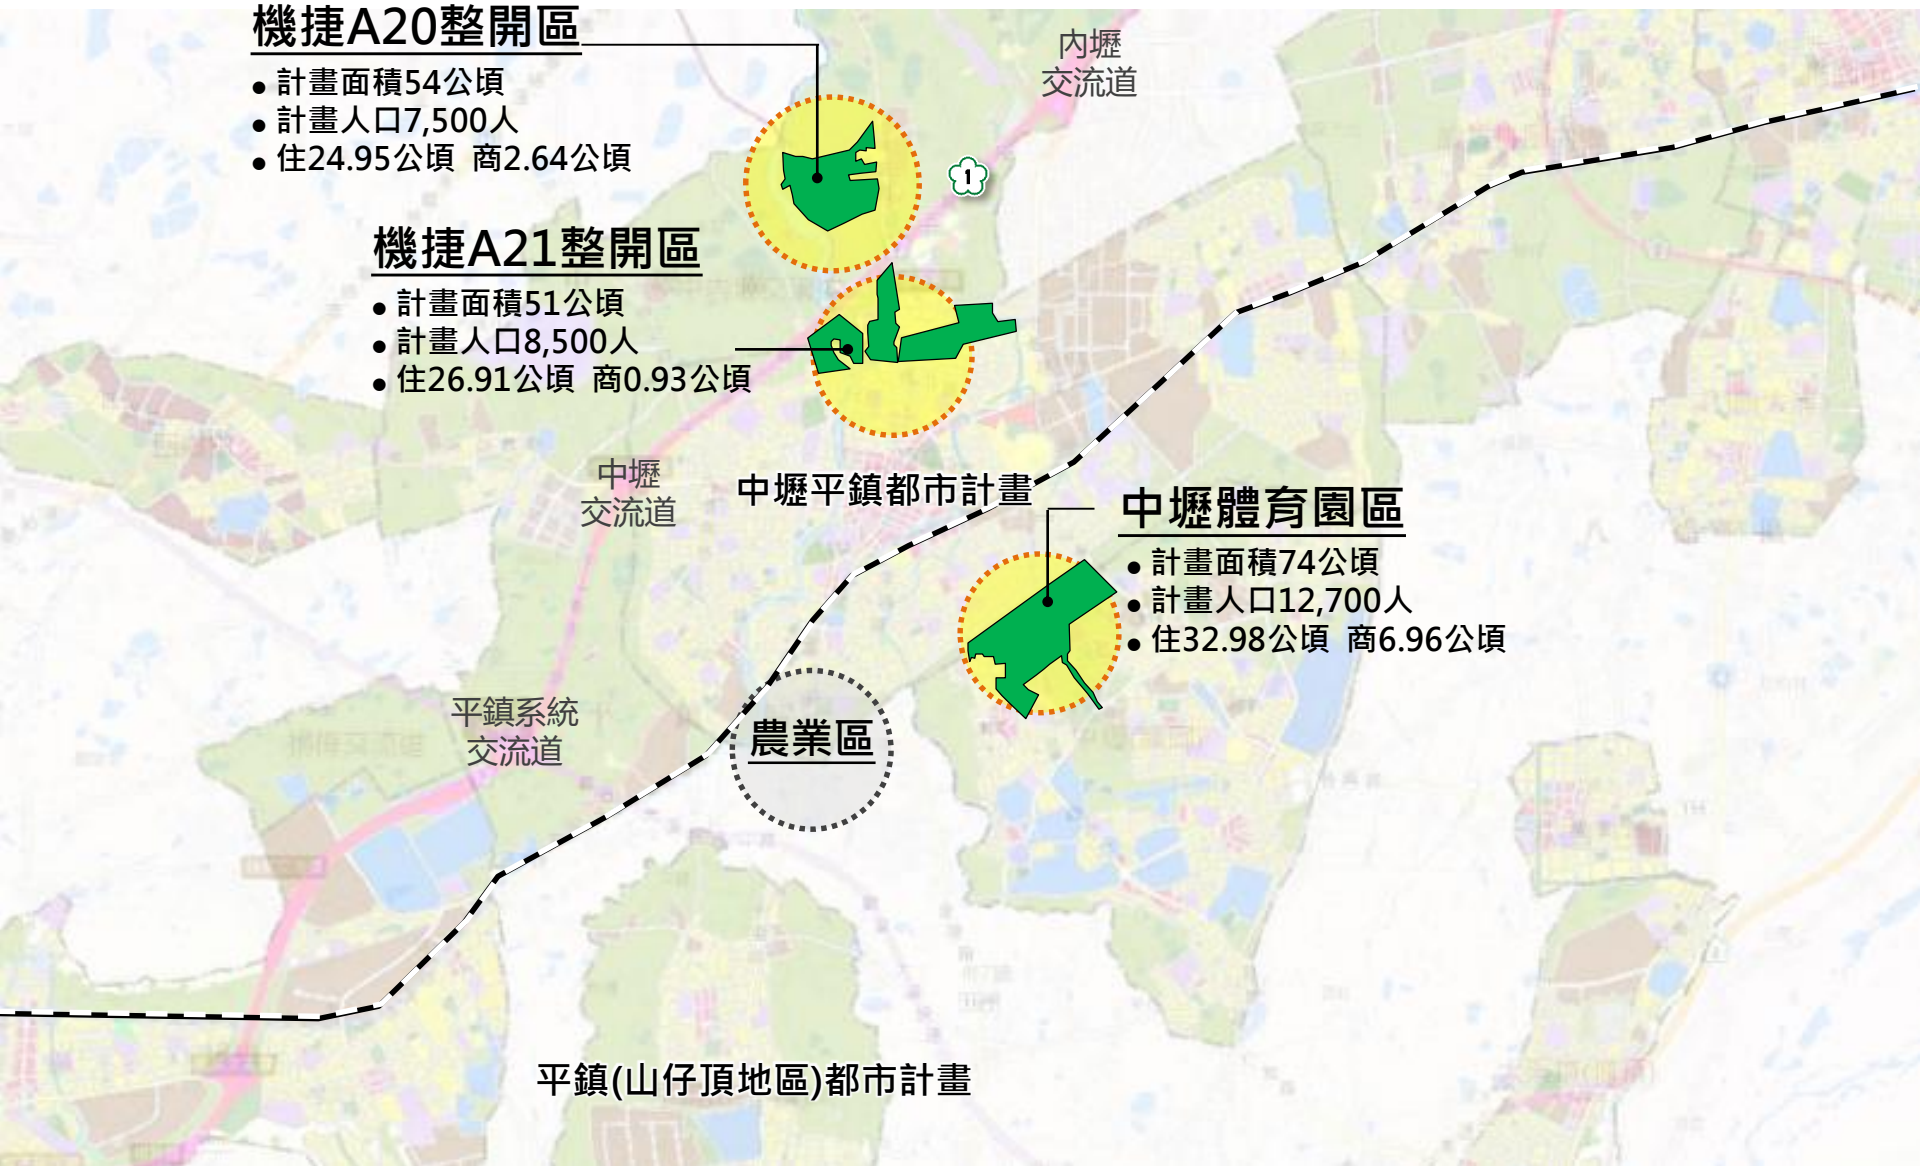 機捷A20整開區
• 計畫面積54公頃
• 計畫人口7,500人
• 住24.95公頃 商2.64公頃
內壢
交流道
1
機捷A21整開區
• 計畫面積51公頃
• 計畫人口8,500人
• 住26.91公頃 商0.93公頃
中壢
交流道
中壢平鎮都市計畫
中壢體育園區
• 計畫面積74公頃
• 計畫人口12,700人
• 住32.98公頃 商6.96公頃
平鎮系統
交流道
農業區
平鎮(山仔頂地區)都市計畫